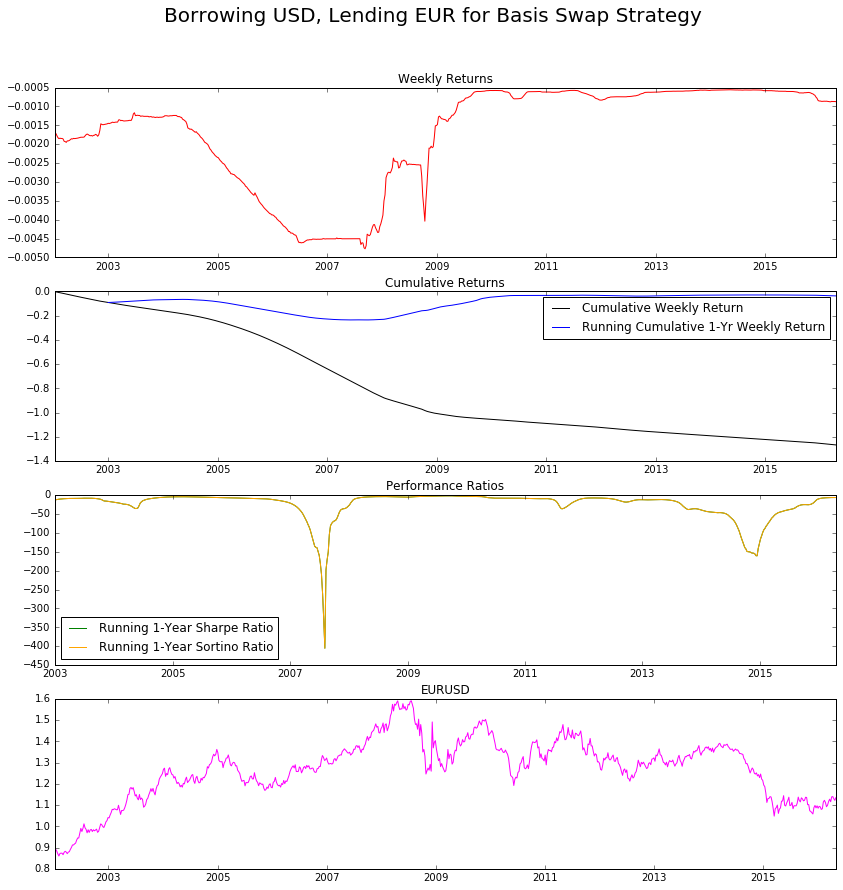 Borrowing USD, Lending EUR for Basis Swap Strategy
Weekly Returns
−0.0005
−0.0010
−0.0015
−0.0020
−0.0025
−0.0030
−0.0035
−0.0040
−0.0045
−0.0050
2003 2005 2007 2009 2011 2013 2015
Cumulative Returns
0.0
−0.2
−0.4
−0.6
−0.8
−1.0
−1.2
−1.4
Cumulative Weekly Return
Running Cumulative 1-Yr Weekly Return
2003 2005 2007 2009 2011 2013 2015
Performance Ratios
0
−50
−100
−150
−200
−250
−300
−350
−400
−450
Running 1-Year Sharpe Ratio
Running 1-Year Sortino Ratio
2003 2005 2007 2009 2011 2013 2015
EURUSD
1.6
1.5
1.4
1.3
1.2
1.1
1.0
0.9
0.8
2003 2005 2007 2009 2011 2013 2015